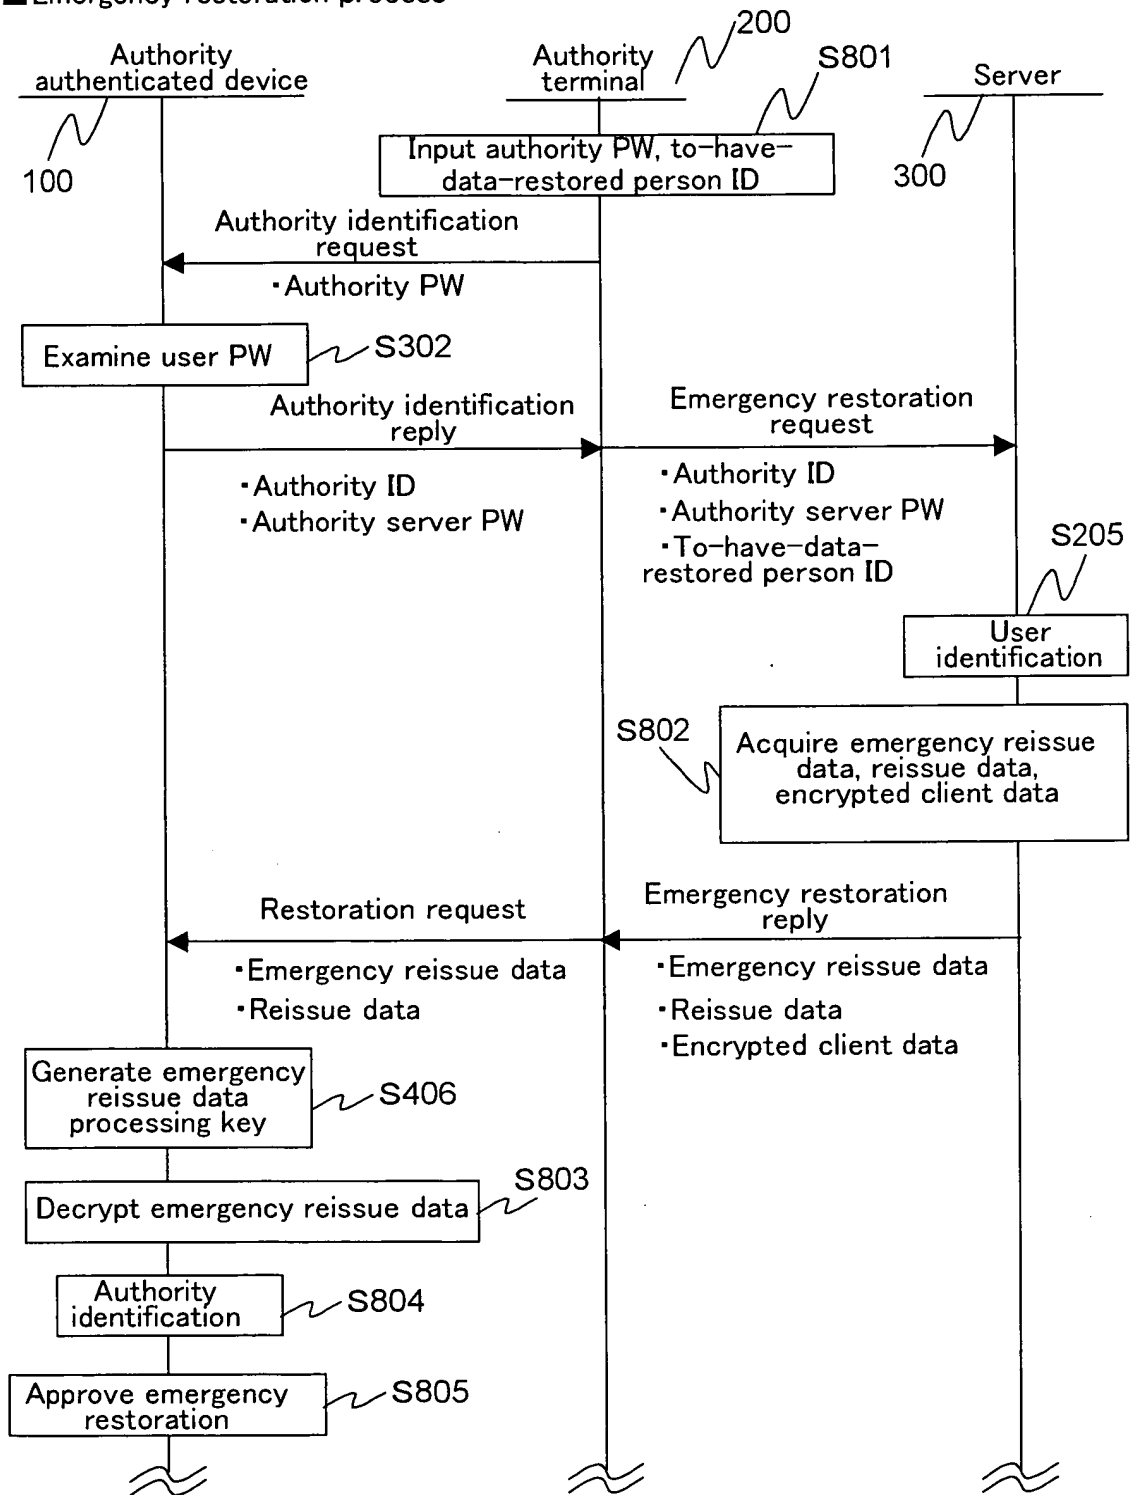 ■Emergency restoration process
Authority
authenticated device
100
Authority
terminal
200
Server
300
S801
Input authority PW, to-have-
data-restored person ID
Authority identification
request
・Authority PW
Examine user PW
S302
Authority identification
reply
・Authority ID
・Authority server PW
Emergency restoration
request
・Authority ID
・Authority server PW
・To-have-data-
restored person ID
S205
User
identification
S802
Acquire emergency reissue
data, reissue data,
encrypted client data
Emergency restoration
reply
・Emergency reissue data
・Reissue data
・Encrypted client data
Restoration request
・Emergency reissue data
・Reissue data
Generate emergency
reissue data
processing key
S406
Decrypt emergency reissue data
S803
Authority
identification
S804
Approve emergency
restoration
S805